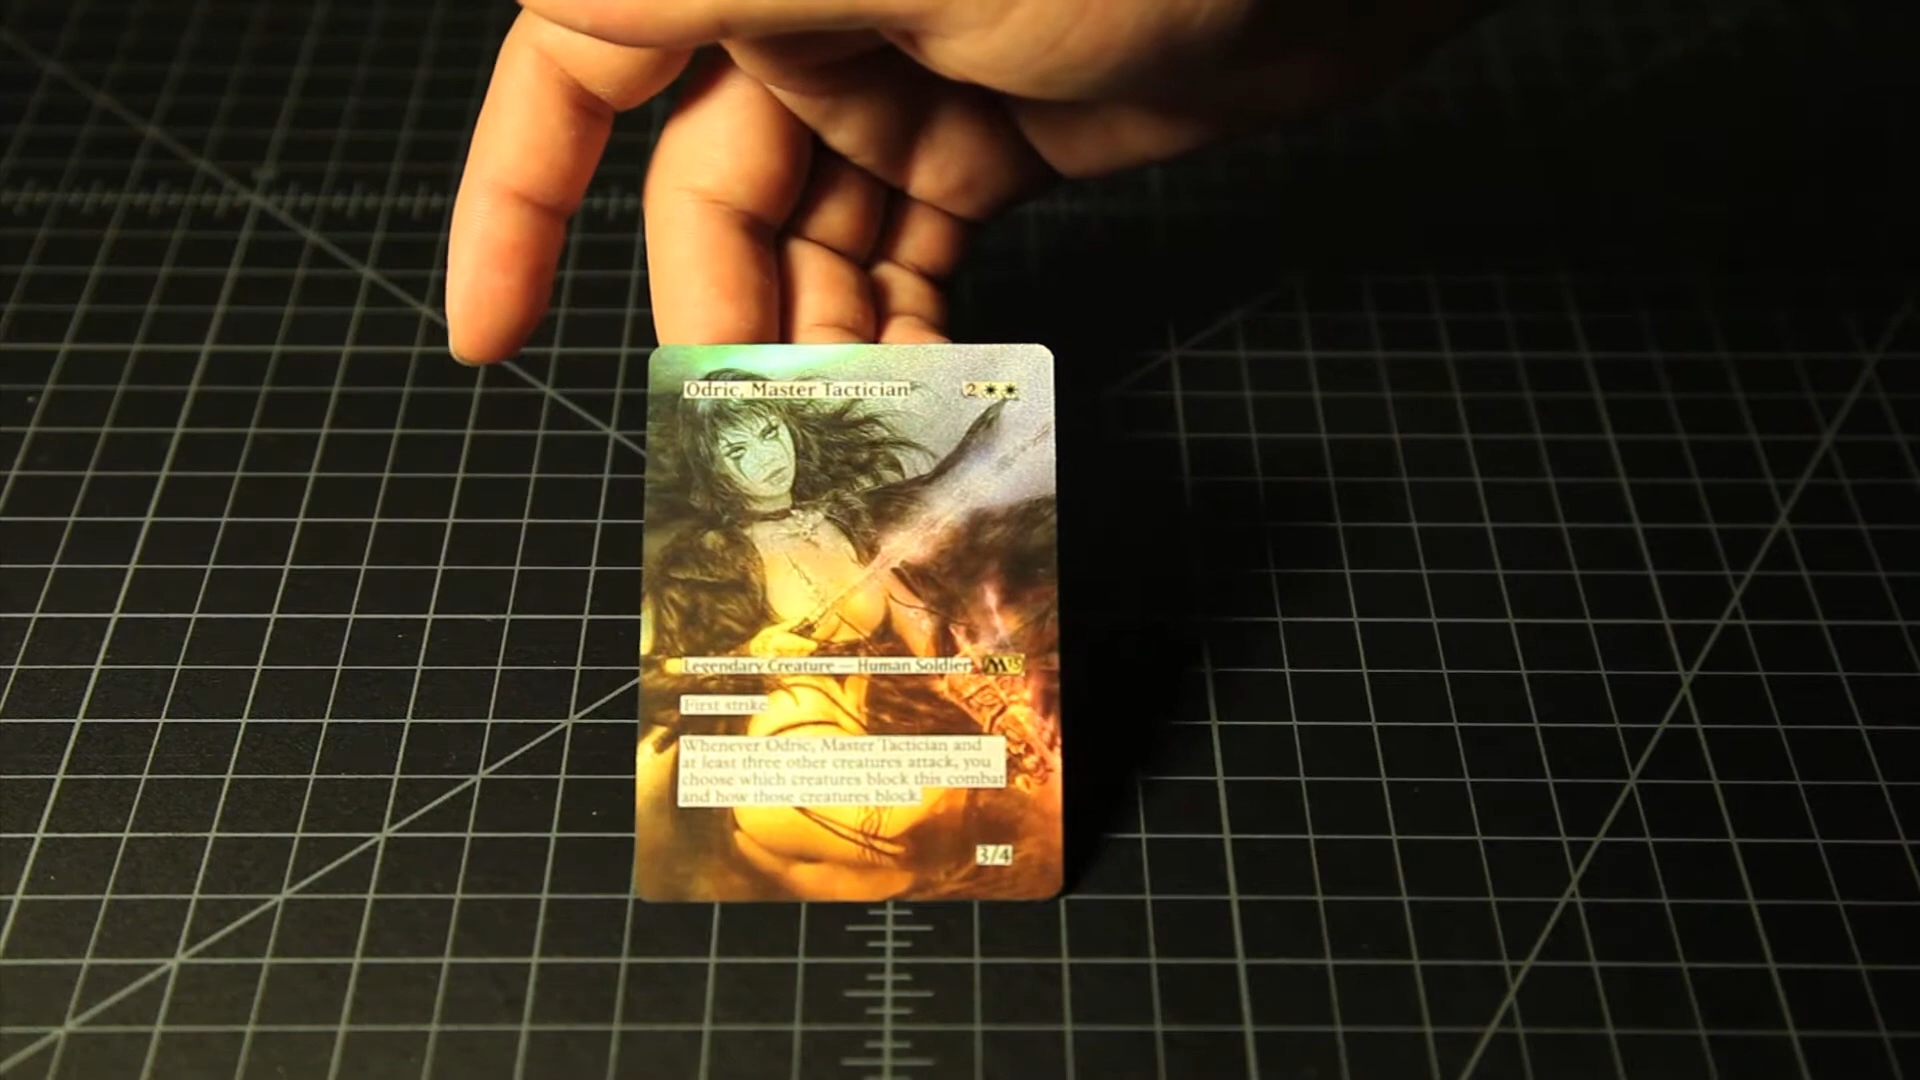 Odric, Master Tactician 2
Legendary Creature — Human Soldier M15
First strike
Whenever Odric, Master Tactician and
at least three other creatures attack, you
choose which creatures block this combat
and how those creatures block.
3/4